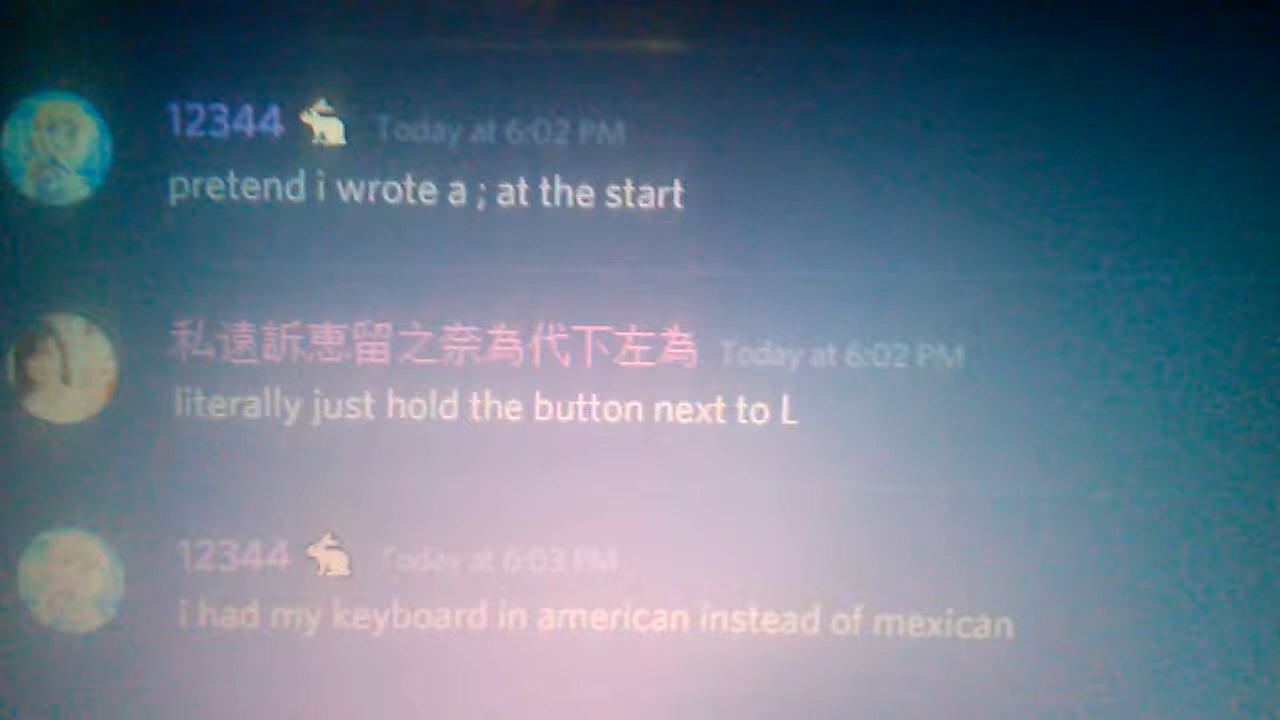 12344 🐇 Today at 6:02 PM
pretend i wrote a ; at the start
私遠訴恵留之奈為代下左為 Today at 6:02 PM
literally just hold the button next to L
12344 🐇 Today at 6:03 PM
i had my keyboard in american instead of mexican